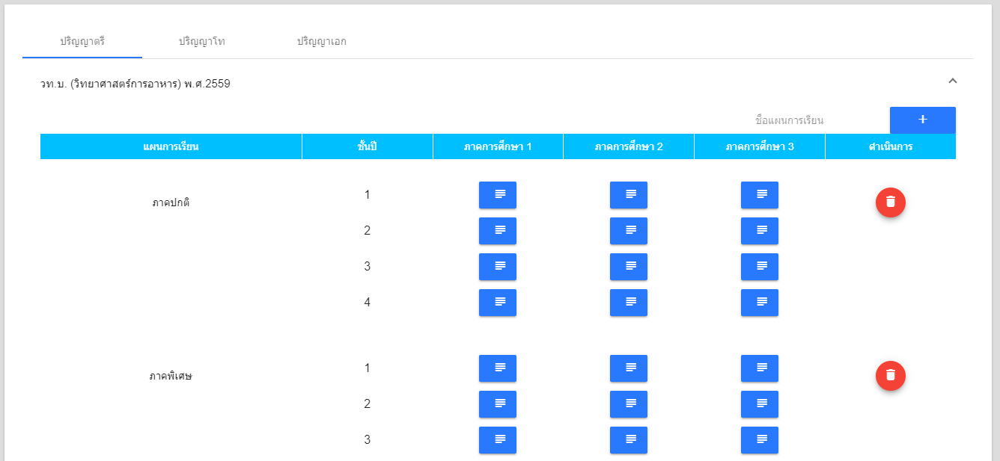 ปริญญาตรี ปริญญาโท ปริญญาเอก
วท.บ. (วิทยาศาสตร์การอาหาร) พ.ศ.2559
ชื่อแผนการเรียน +
แผนการเรียน ชั้นปี ภาคการศึกษา 1 ภาคการศึกษา 2 ภาคการศึกษา 3 ดำเนินการ
ภาคปกติ 1
2
3
4
ภาคพิเศษ 1
2
3